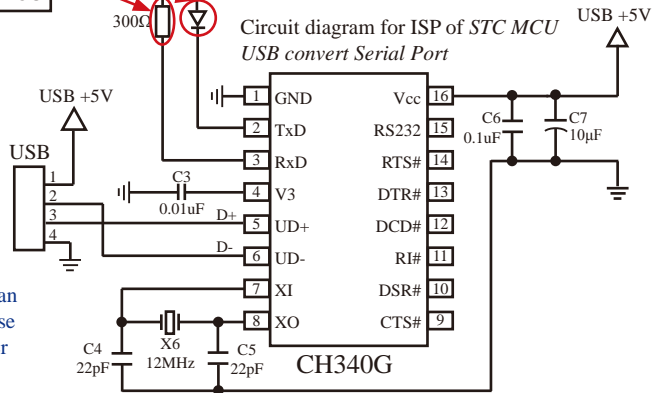 300Ω
Circuit diagram for ISP of STC MCU
USB convert Serial Port
USB +5V
USB +5V
USB
1
2
3
4
1 GND
2 TxD
3 RxD
4 V3
5 UD+
6 UD-
7 XI
8 XO
Vcc 16
RS232 15
RTS# 14
DTR# 13
DCD# 12
RI# 11
DSR# 10
CTS# 9
CH340G
C3
0.01uF
D+
D-
C6
0.1uF
C7
10µF
C4
22pF
X6
12MHz
C5
22pF
an
se
r